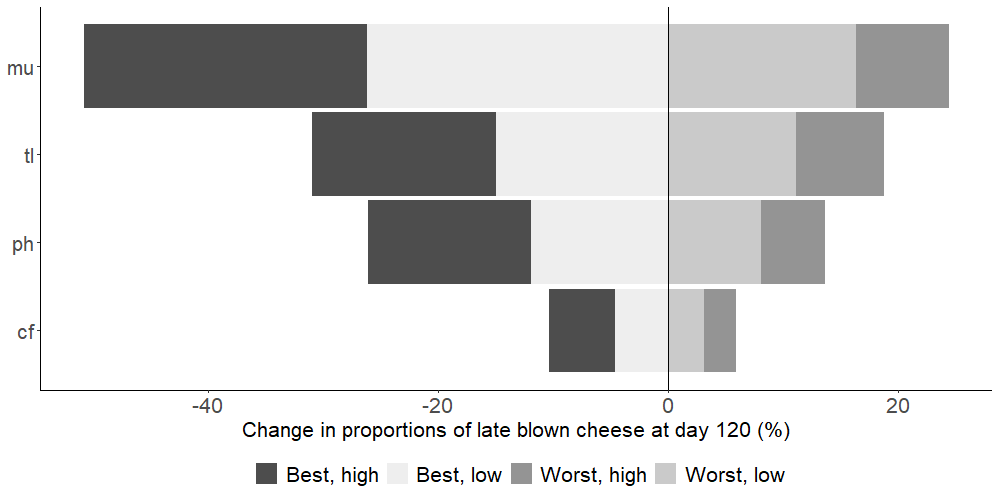 mu
tl
ph
cf
-40 -20 0 20
Change in proportions of late blown cheese at day 120 (%)
Best, high Best, low Worst, high Worst, low